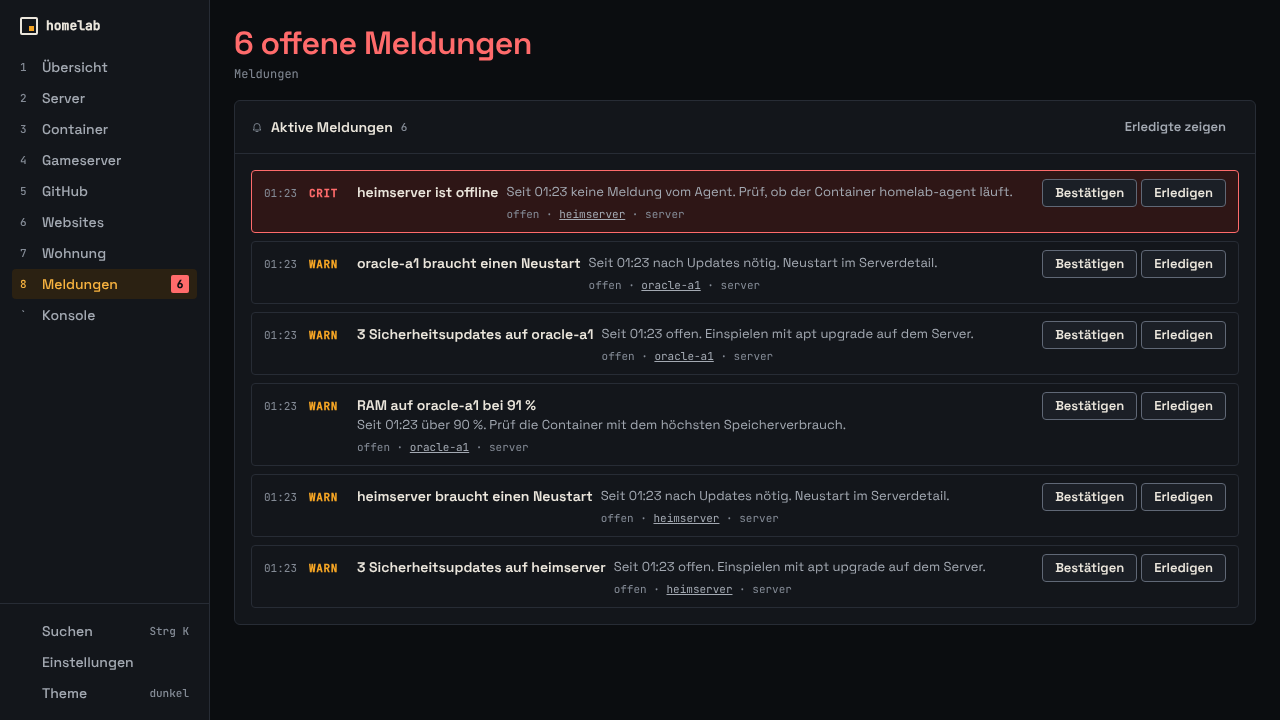 homelab
1 Übersicht
2 Server
3 Container
4 Gameserver
5 GitHub
6 Websites
7 Wohnung
8 Meldungen 6
` Konsole
Suchen Strg K
Einstellungen
Theme dunkel
6 offene Meldungen
Meldungen
Aktive Meldungen 6 Erledigte zeigen
01:23 CRIT heimserver ist offline Seit 01:23 keine Meldung vom Agent. Prüf, ob der Container homelab-agent läuft. Bestätigen Erledigen
offen · heimserver · server
01:23 WARN oracle-a1 braucht einen Neustart Seit 01:23 nach Updates nötig. Neustart im Serverdetail. Bestätigen Erledigen
offen · oracle-a1 · server
01:23 WARN 3 Sicherheitsupdates auf oracle-a1 Seit 01:23 offen. Einspielen mit apt upgrade auf dem Server. Bestätigen Erledigen
offen · oracle-a1 · server
01:23 WARN RAM auf oracle-a1 bei 91 % Bestätigen Erledigen
Seit 01:23 über 90 %. Prüf die Container mit dem höchsten Speicherverbrauch.
offen · oracle-a1 · server
01:23 WARN heimserver braucht einen Neustart Seit 01:23 nach Updates nötig. Neustart im Serverdetail. Bestätigen Erledigen
offen · heimserver · server
01:23 WARN 3 Sicherheitsupdates auf heimserver Seit 01:23 offen. Einspielen mit apt upgrade auf dem Server. Bestätigen Erledigen
offen · heimserver · server